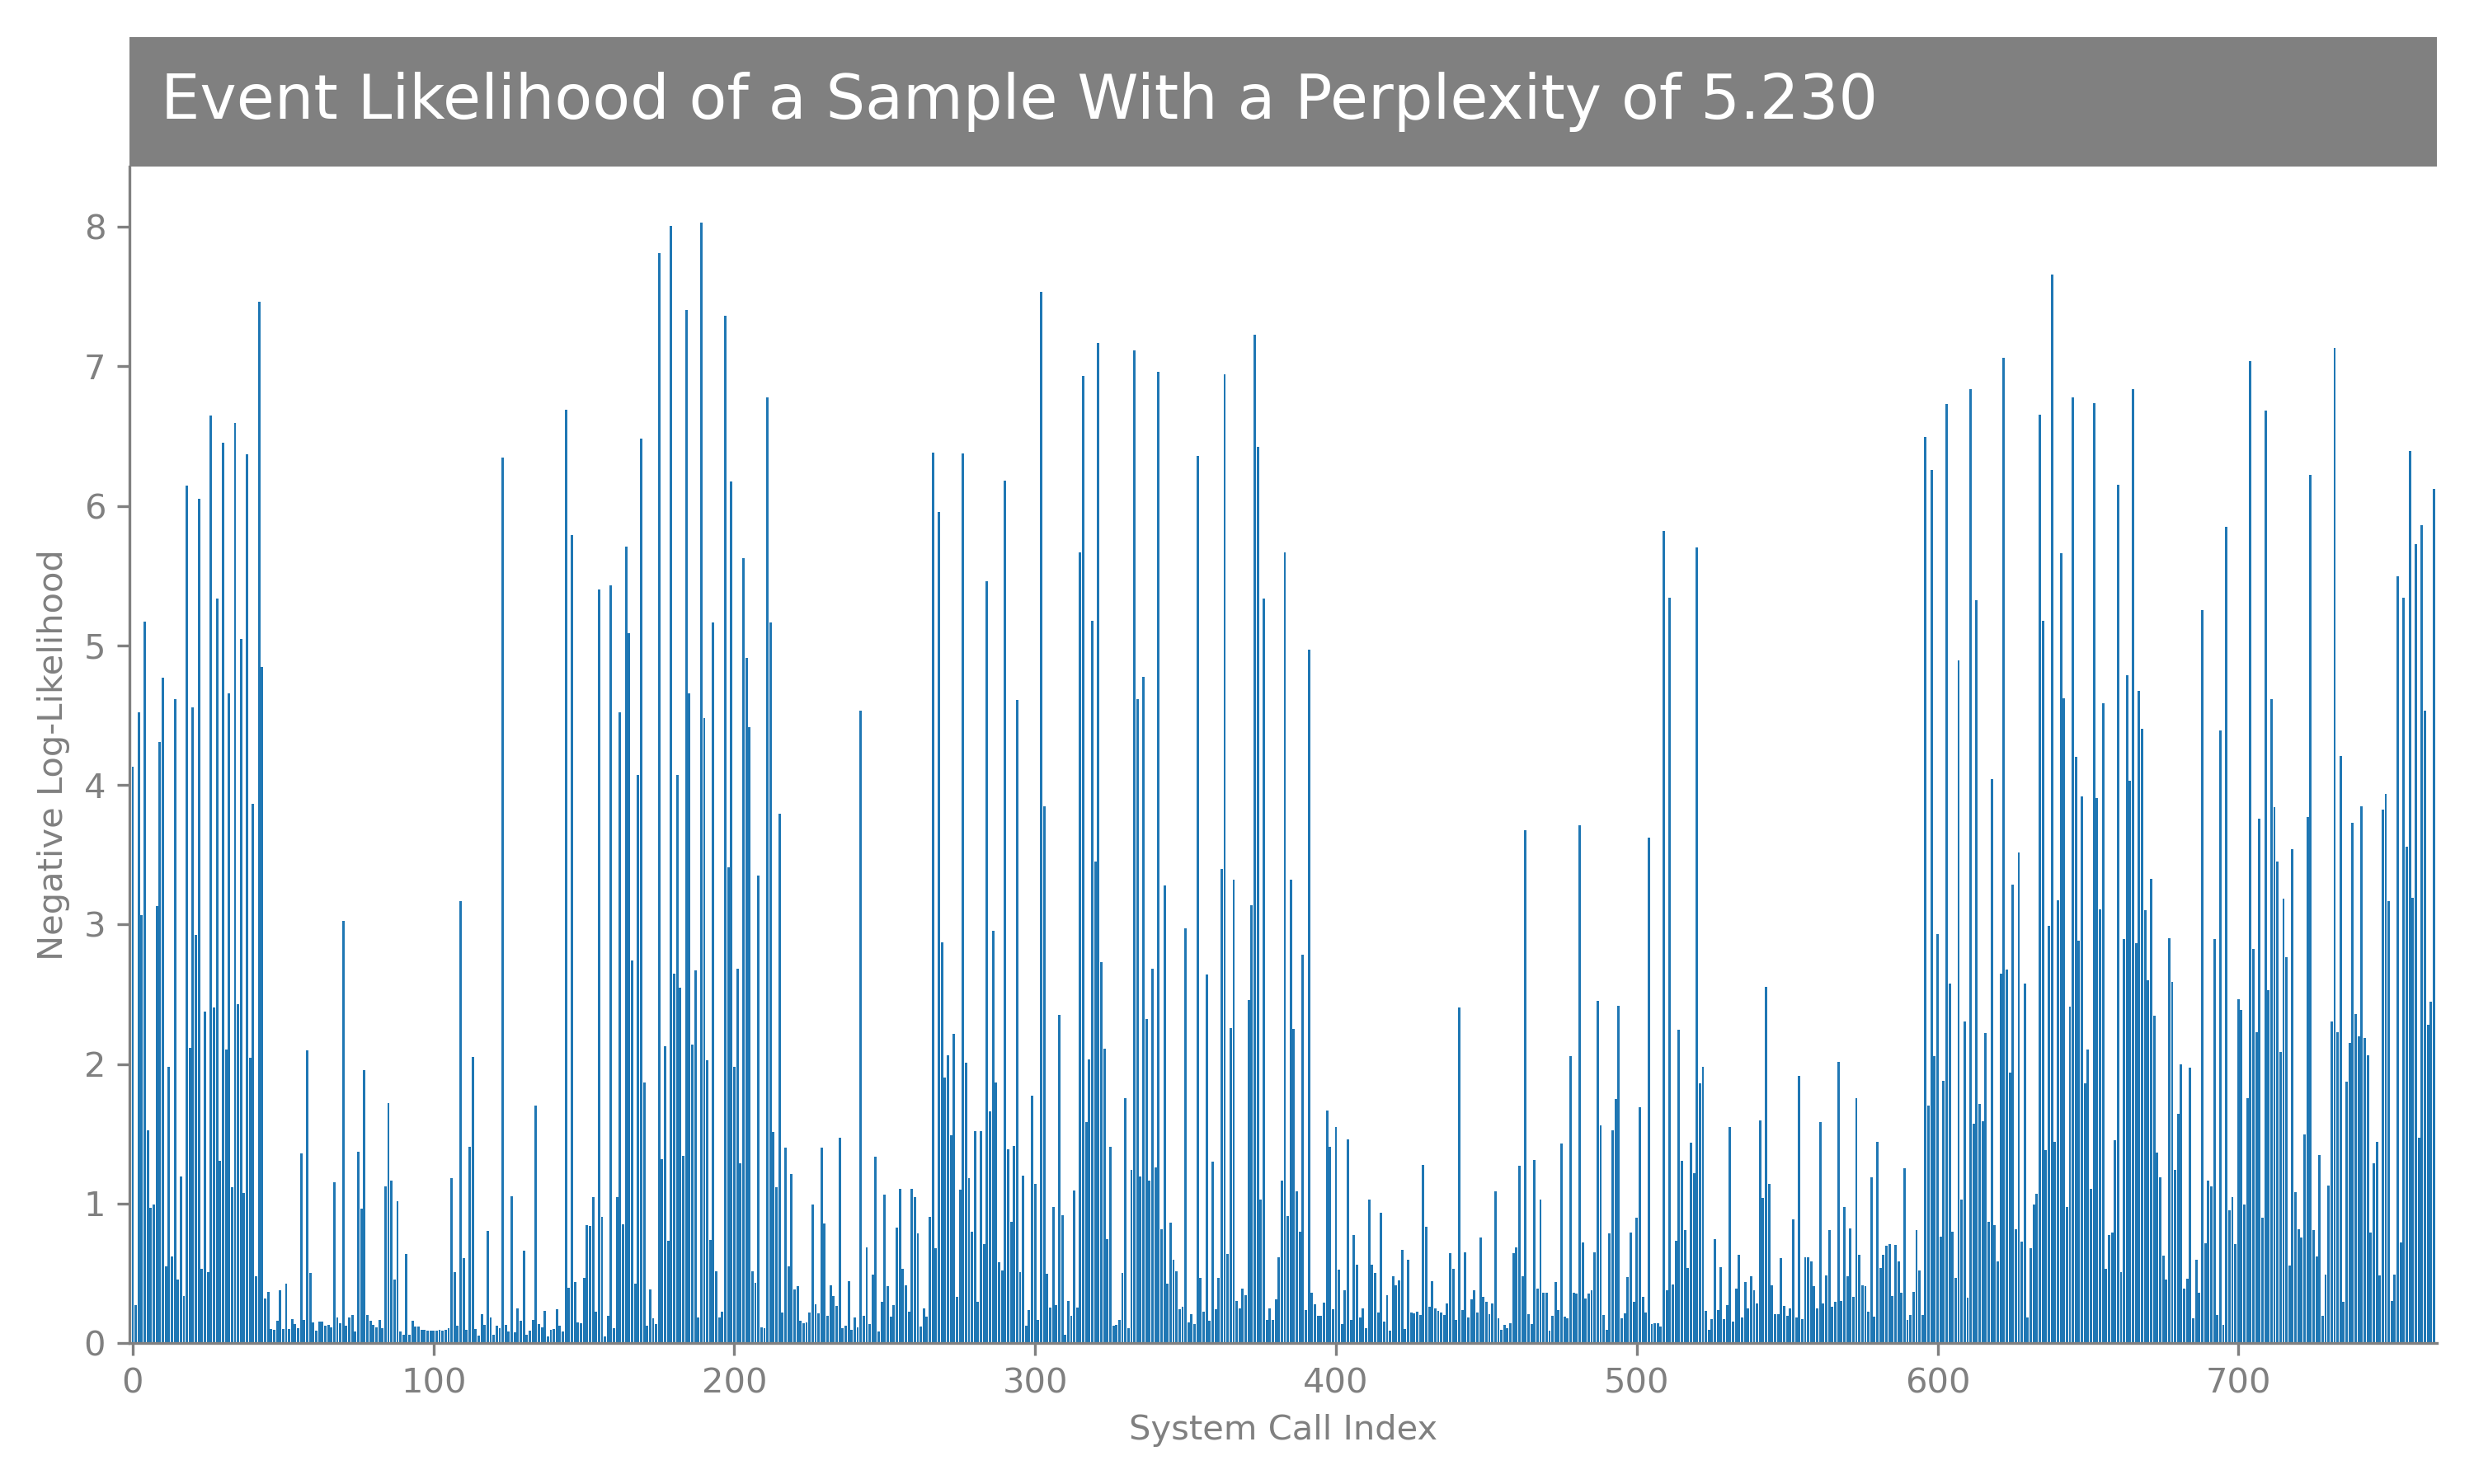 Event Likelihood of a Sample With a Perplexity of 5.230
8
7
6
5
4
3
2
1
0
Negative Log-Likelihood
0 100 200 300 400 500 600 700
System Call Index